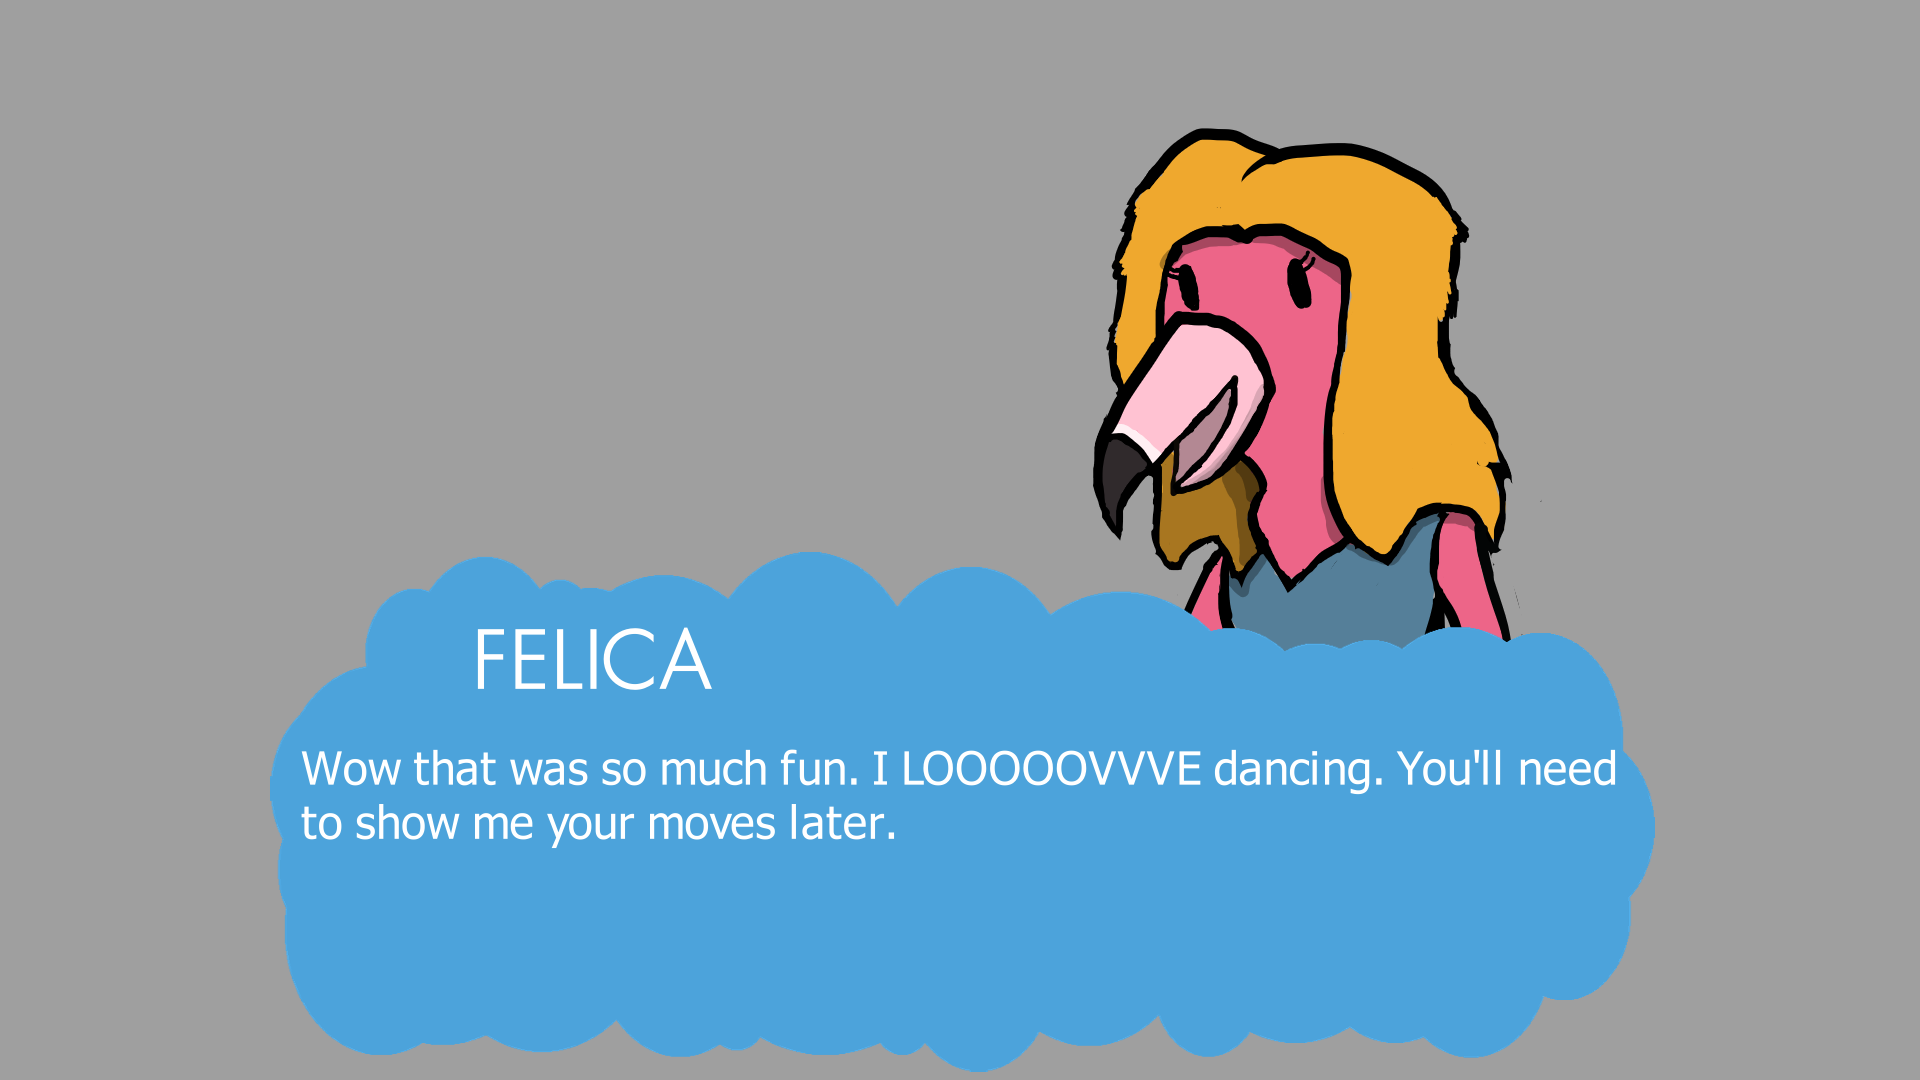 FELICA
Wow that was so much fun. I LOOOOOVVVE dancing. You'll need
to show me your moves later.